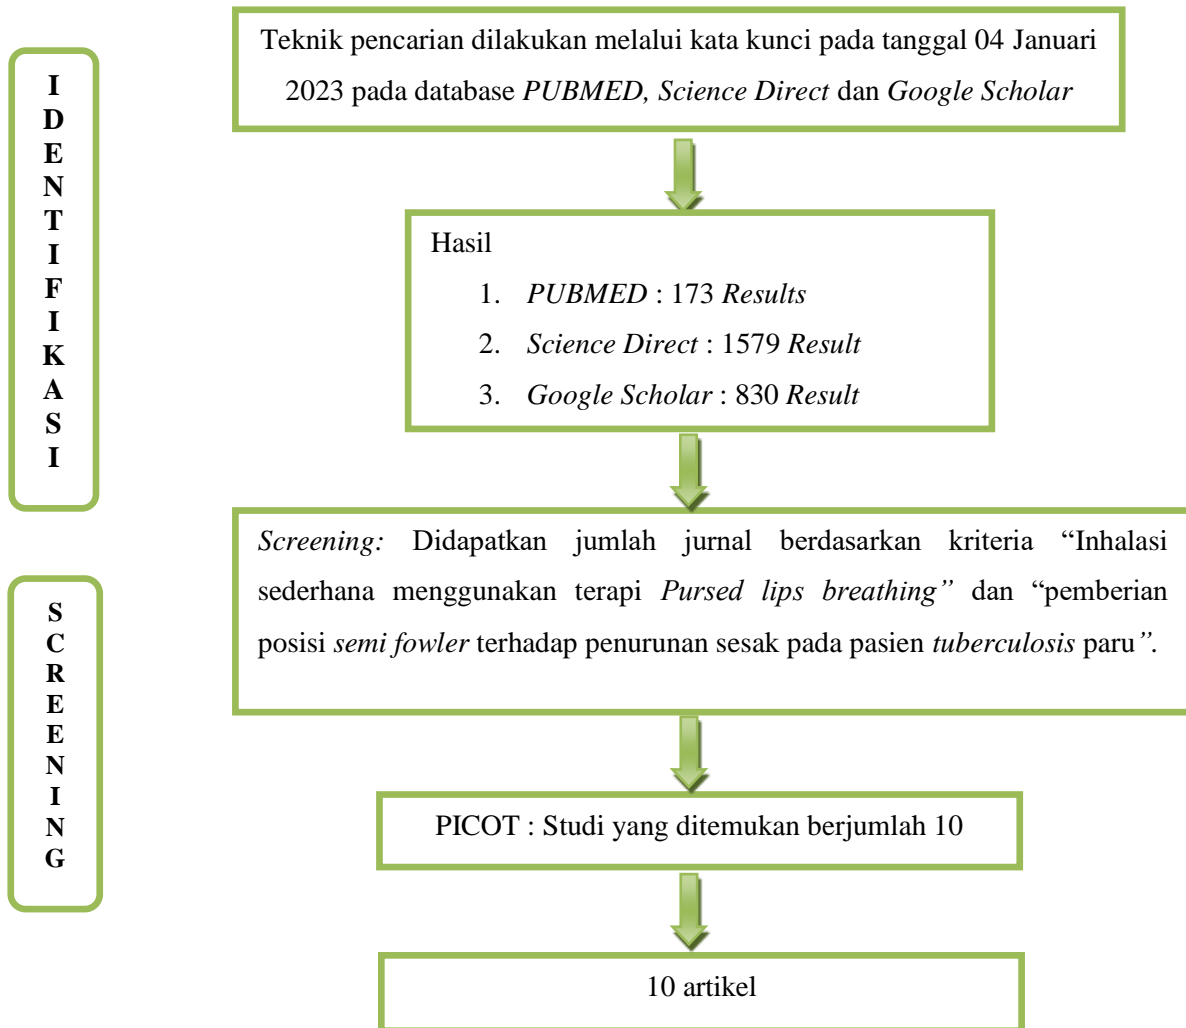 IDENTIFIKASI
Teknik pencarian dilakukan melalui kata kunci pada tanggal 04 Januari
2023 pada database PUBMED, Science Direct dan Google Scholar
Hasil
1. PUBMED : 173 Results
2. Science Direct : 1579 Result
3. Google Scholar : 830 Result
SCREENING
Screening: Didapatkan jumlah jurnal berdasarkan kriteria “Inhalasi
sederhana menggunakan terapi Pursed lips breathing” dan “pemberian
posisi semi fowler terhadap penurunan sesak pada pasien tuberculosis paru”.
PICOT : Studi yang ditemukan berjumlah 10
10 artikel